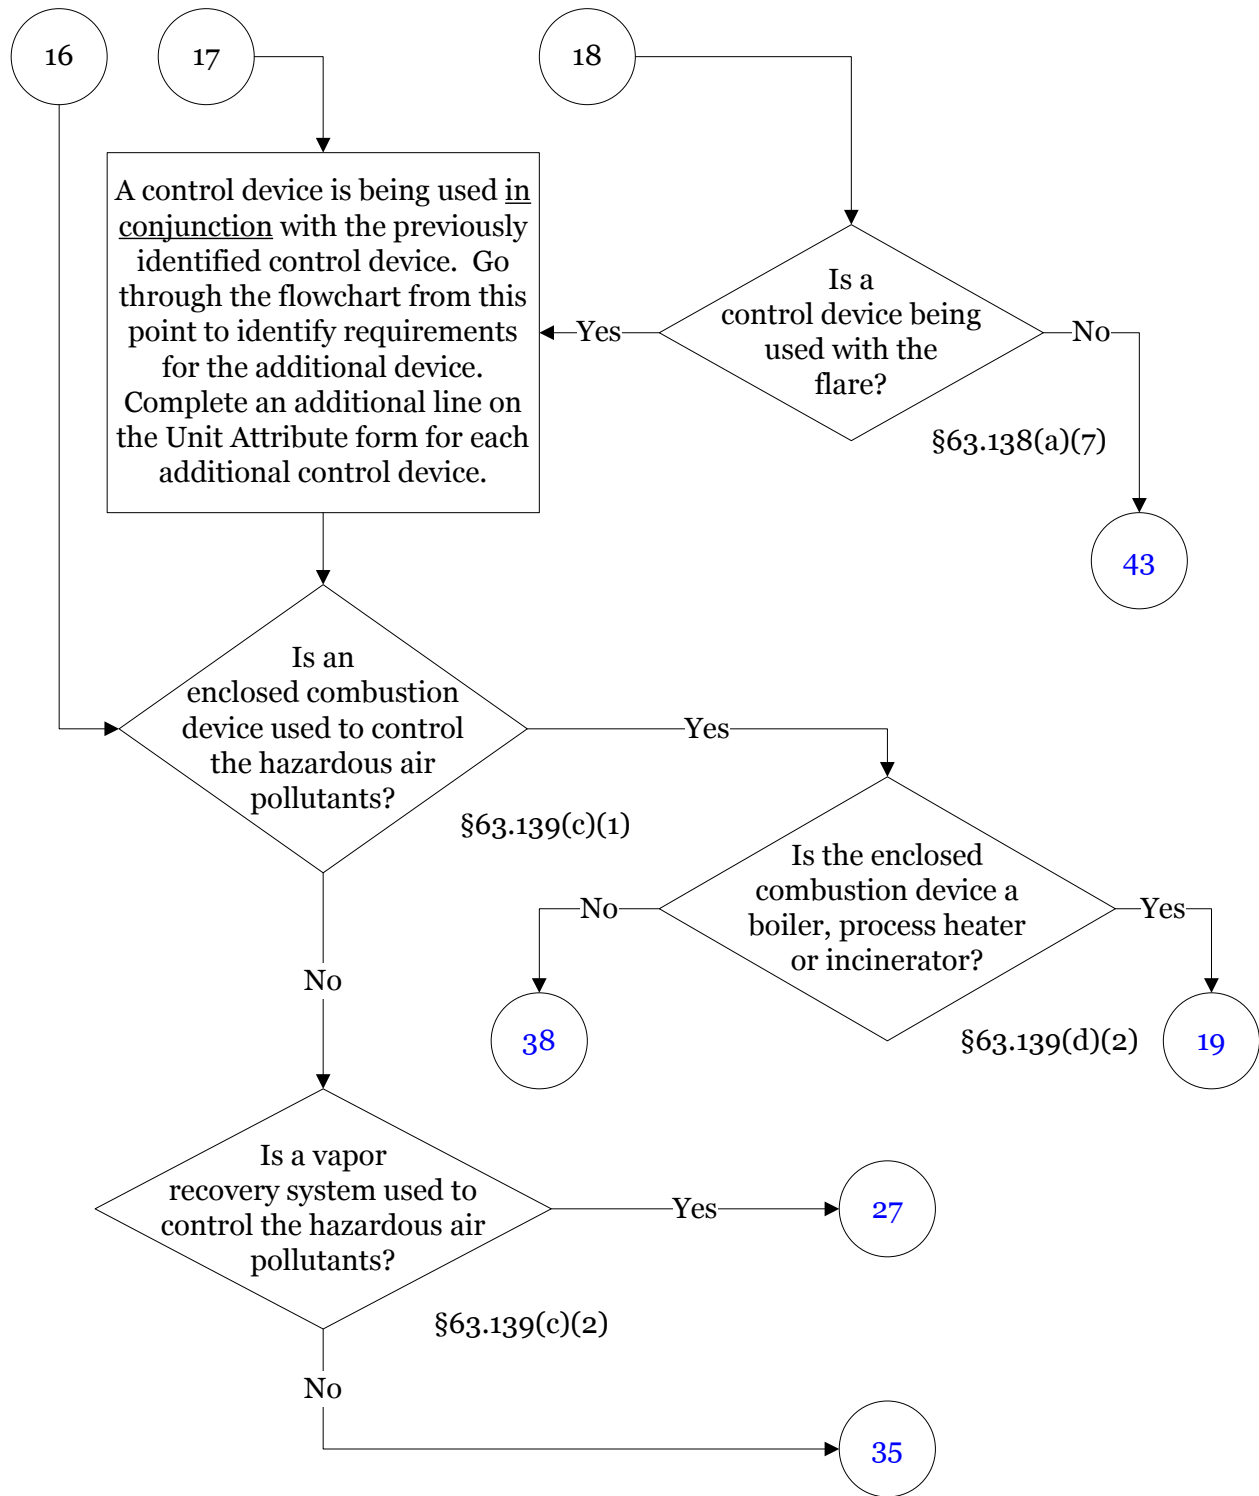 16
17
18
A control device is being used in
conjunction with the previously
identified control device. Go
through the flowchart from this
point to identify requirements
for the additional device.
Complete an additional line on
the Unit Attribute form for each
additional control device.
Is a
control device being
used with the
flare?
Yes
No
§63.138(a)(7)
43
Is an
enclosed combustion
device used to control
the hazardous air
pollutants?
Yes
§63.139(c)(1)
Is the enclosed
combustion device a
boiler, process heater
or incinerator?
No
Yes
No
38
§63.139(d)(2)
19
Is a vapor
recovery system used to
control the hazardous air
pollutants?
Yes
27
§63.139(c)(2)
No
35